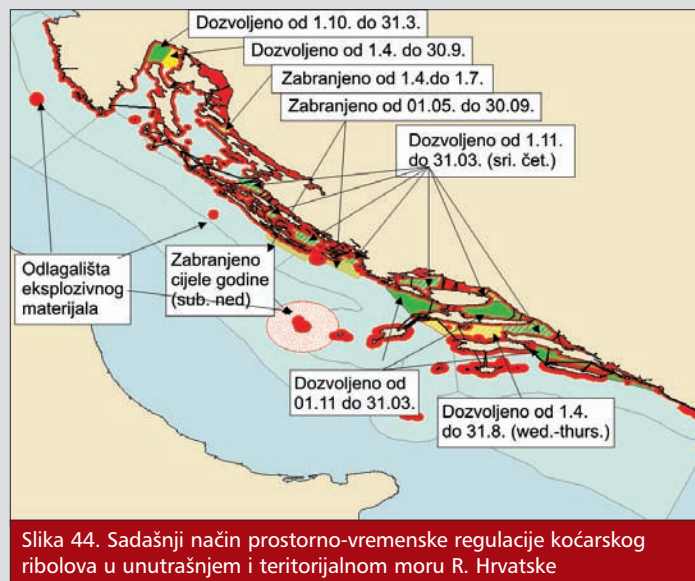 Dozvoljeno od 1.10. do 31.3.
Dozvoljeno od 1.4. do 30.9.
Zabranjeno od 1.4.do 1.7.
Zabranjeno od 01.05. do 30.09.
Dozvoljeno od 1.11.
do 31.03. (sri. čet.)
Odlagališta
eksplozivnog
materijala
Zabranjeno
cijele godine
(sub. ned)
Dozvoljeno od
01.11 do 31.03.
Dozvoljeno od 1.4.
do 31.8. (wed.-thurs.)
Slika 44. Sadašnji način prostorno-vremenske regulacije koćarskog
ribolova u unutrašnjem i teritorijalnom moru R. Hrvatske